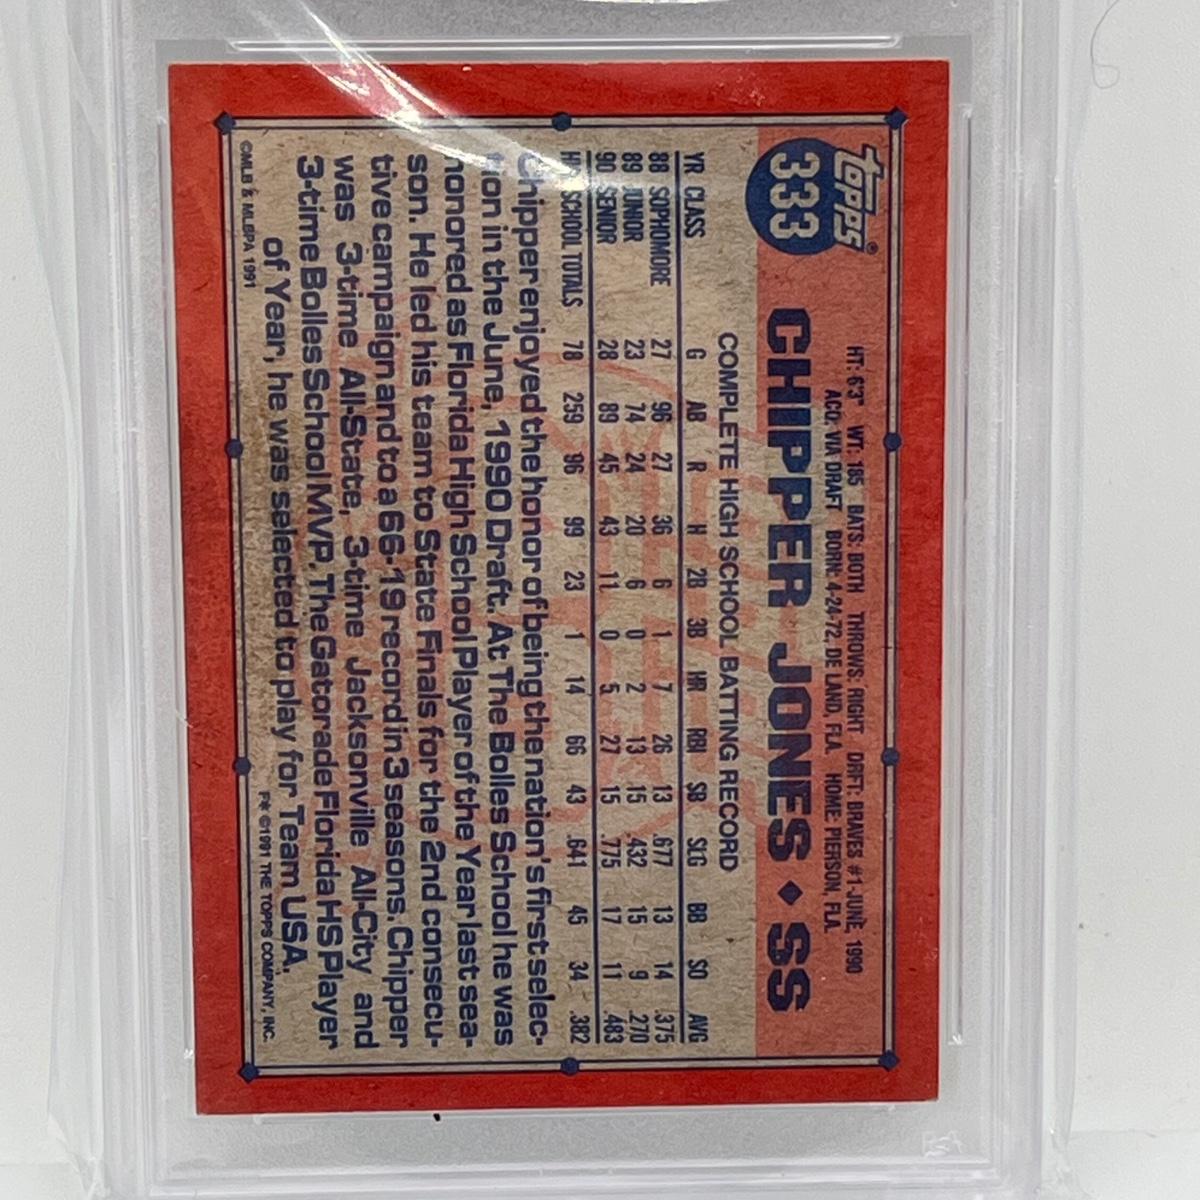 topps®
333
HT: 6'3" WT: 185 BATS: BOTH THROWS: RIGHT DRFT: BRAVES #1-JUNE, 1990
ACQ: VIA DRAFT BORN: 4-24-72, DE LAND, FLA. HOME: PIERSON, FLA.
CHIPPER JONES ♦ SS
COMPLETE HIGH SCHOOL BATTING RECORD
YR CLASS G AB R H 2B 3B HR RBI SB SLG BB SO AVG
88 SOPHOMORE 27 96 27 36 6 1 7 26 13 .677 13 14 .375
89 JUNIOR 23 74 24 20 6 0 2 13 15 .432 15 9 .270
90 SENIOR 28 89 45 43 11 0 5 27 15 .775 17 11 .483
SCHOOL TOTALS 78 259 96 99 23 1 14 66 43 .641 45 34 .382
Chipper enjoyed the honor of being the nation's first selec-
tion in the June, 1990 Draft. At The Bolles School he was
honored as Florida High School Player of the Year last sea-
son. He led his team to State Finals for the 2nd consecu-
tive campaign and to a 66-19 record in 3 seasons. Chipper
was 3-time All-State, 3-time Jacksonville All-City and
3-time Bolles School MVP. The Gatorade Florida HS Player
of Year, he was selected to play for Team USA.
©MLB & MLBPA 1991
©1991 THE TOPPS COMPANY, INC.
PSA